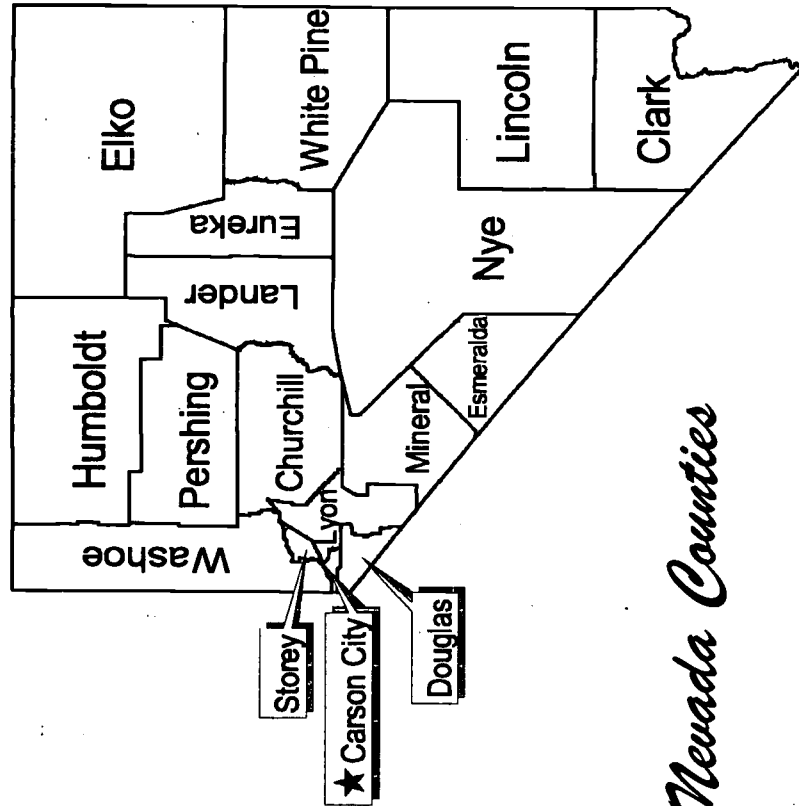 Washoe
Humboldt
Elko
Pershing
Lander
Eureka
White Pine
Churchill
Storey
Lyon
★ Carson City
Douglas
Mineral
Esmeralda
Nye
Lincoln
Clark
Nevada Counties